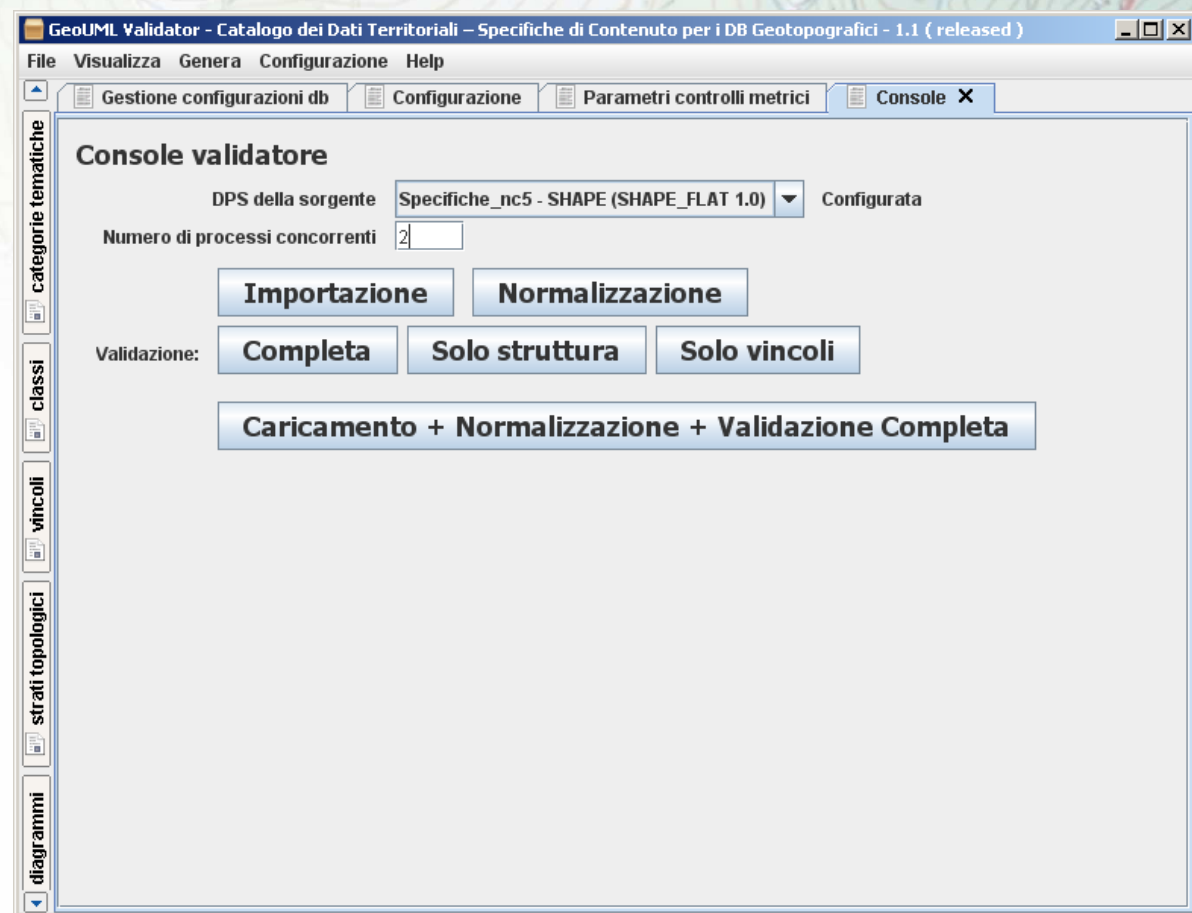 GeoUML Validator - Catalogo dei Dati Territoriali – Specifiche di Contenuto per i DB Geotopografici - 1.1 ( released )
File Visualizza Genera Configurazione Help
Gestione configurazioni db Configurazione Parametri controlli metrici Console X
categorie tematiche
classi
vincoli
strati topologici
diagrammi
Console validatore
DPS della sorgente Specifiche_nc5 - SHAPE (SHAPE_FLAT 1.0) Configurata
Numero di processi concorrenti 2
Importazione Normalizzazione
Validazione: Completa Solo struttura Solo vincoli
Caricamento + Normalizzazione + Validazione Completa